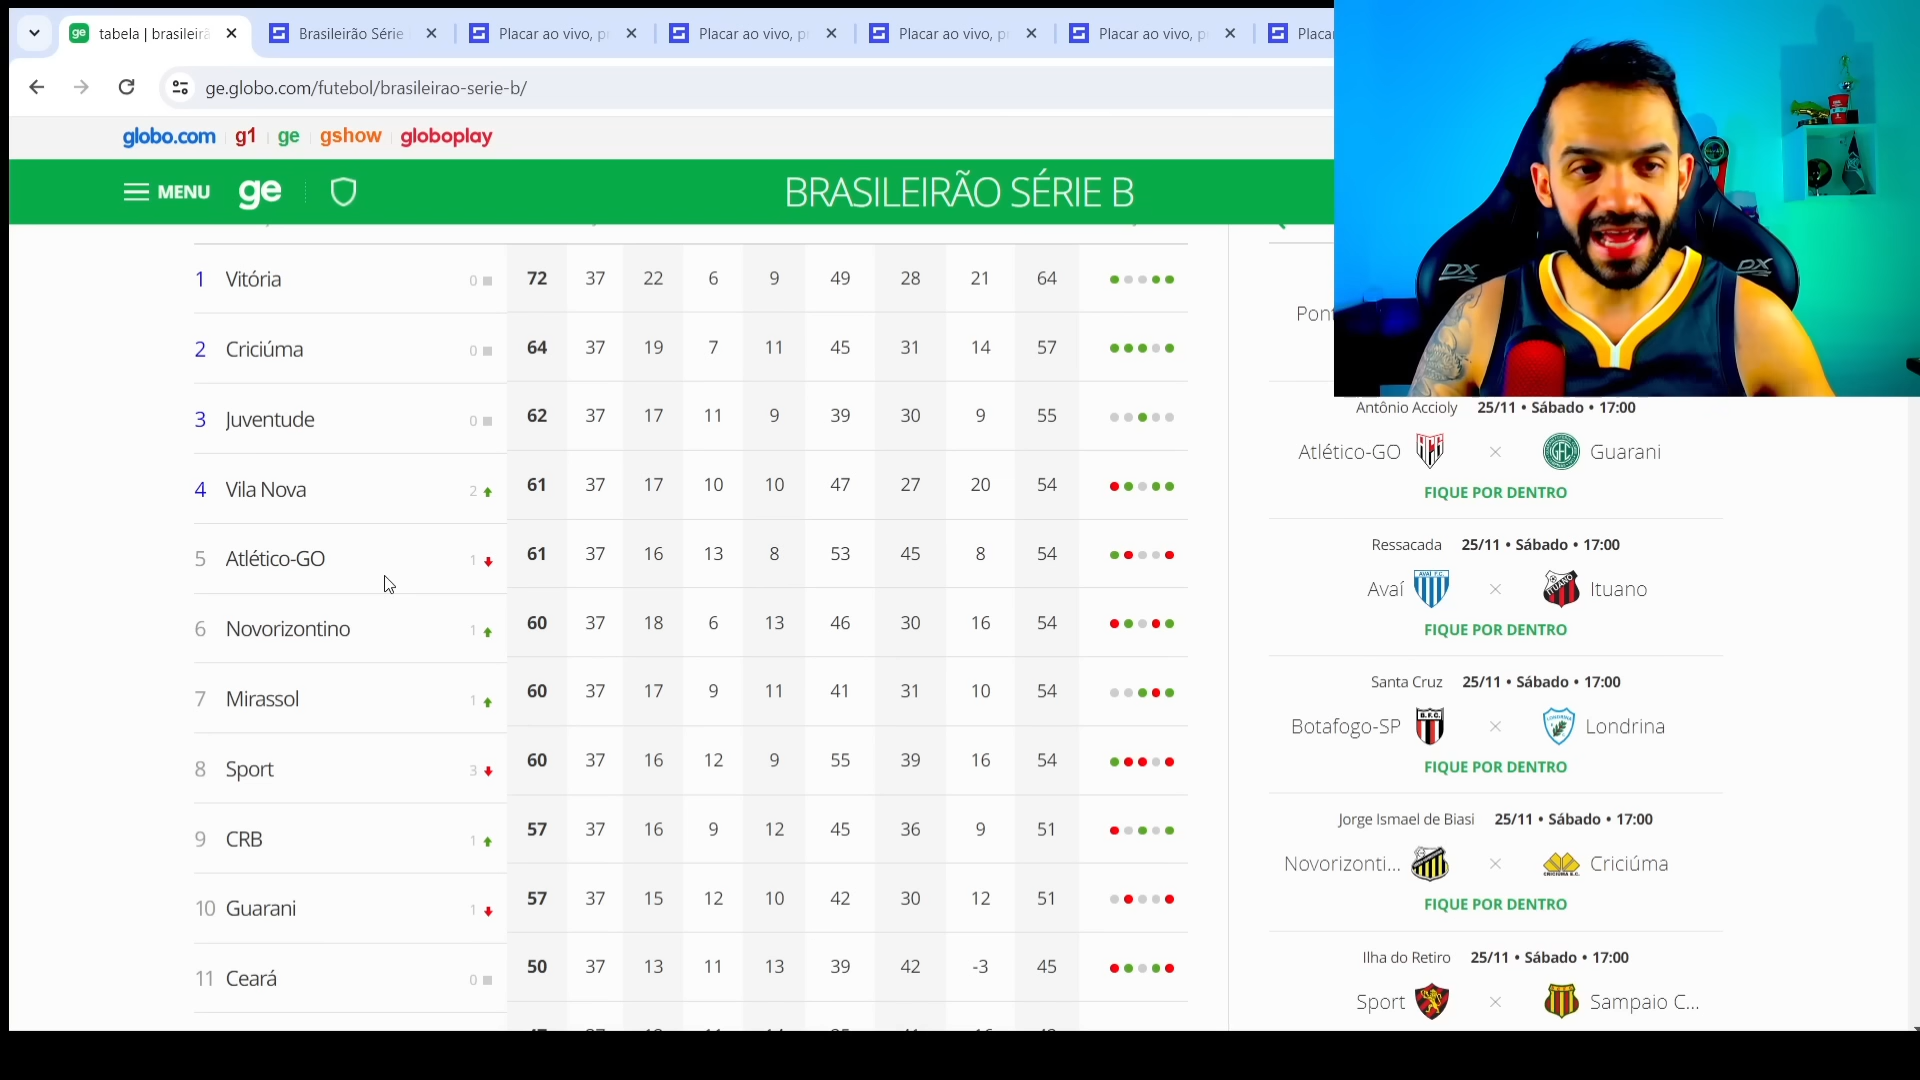 tabela | brasileirã
Brasileirão Série
Placar ao vivo, p
Placar ao vivo, p
Placar ao vivo, p
Placar ao vivo, p
ge.globo.com/futebol/brasileirao-serie-b/
globo.com g1 ge gshow globoplay
MENU ge BRASILEIRÃO SÉRIE B
1 Vitória 0 72 37 22 6 9 49 28 21 64
2 Criciúma 0 64 37 19 7 11 45 31 14 57
3 Juventude 0 62 37 17 11 9 39 30 9 55
4 Vila Nova 2 61 37 17 10 10 47 27 20 54
5 Atlético-GO 1 61 37 16 13 8 53 45 8 54
6 Novorizontino 1 60 37 18 6 13 46 30 16 54
7 Mirassol 1 60 37 17 9 11 41 31 10 54
8 Sport 3 60 37 16 12 9 55 39 16 54
9 CRB 1 57 37 16 9 12 45 36 9 51
10 Guarani 1 57 37 15 12 10 42 30 12 51
11 Ceará 0 50 37 13 11 13 39 42 -3 45
Antônio Accioly 25/11 • Sábado • 17:00
Atlético-GO × Guarani
FIQUE POR DENTRO
Ressacada 25/11 • Sábado • 17:00
Avaí × Ituano
FIQUE POR DENTRO
Santa Cruz 25/11 • Sábado • 17:00
Botafogo-SP × Londrina
FIQUE POR DENTRO
Jorge Ismael de Biasi 25/11 • Sábado • 17:00
Novorizonti... × Criciúma
FIQUE POR DENTRO
Ilha do Retiro 25/11 • Sábado • 17:00
Sport × Sampaio C...
DX
DX